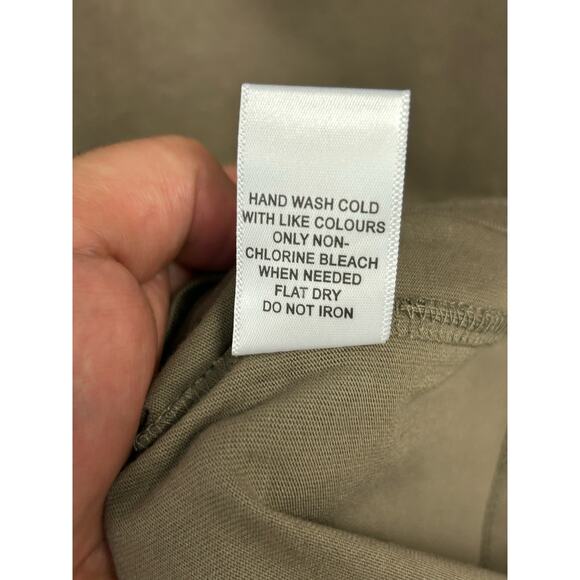 HAND WASH COLD
WITH LIKE COLOURS
ONLY NON-
CHLORINE BLEACH
WHEN NEEDED
FLAT DRY
DO NOT IRON